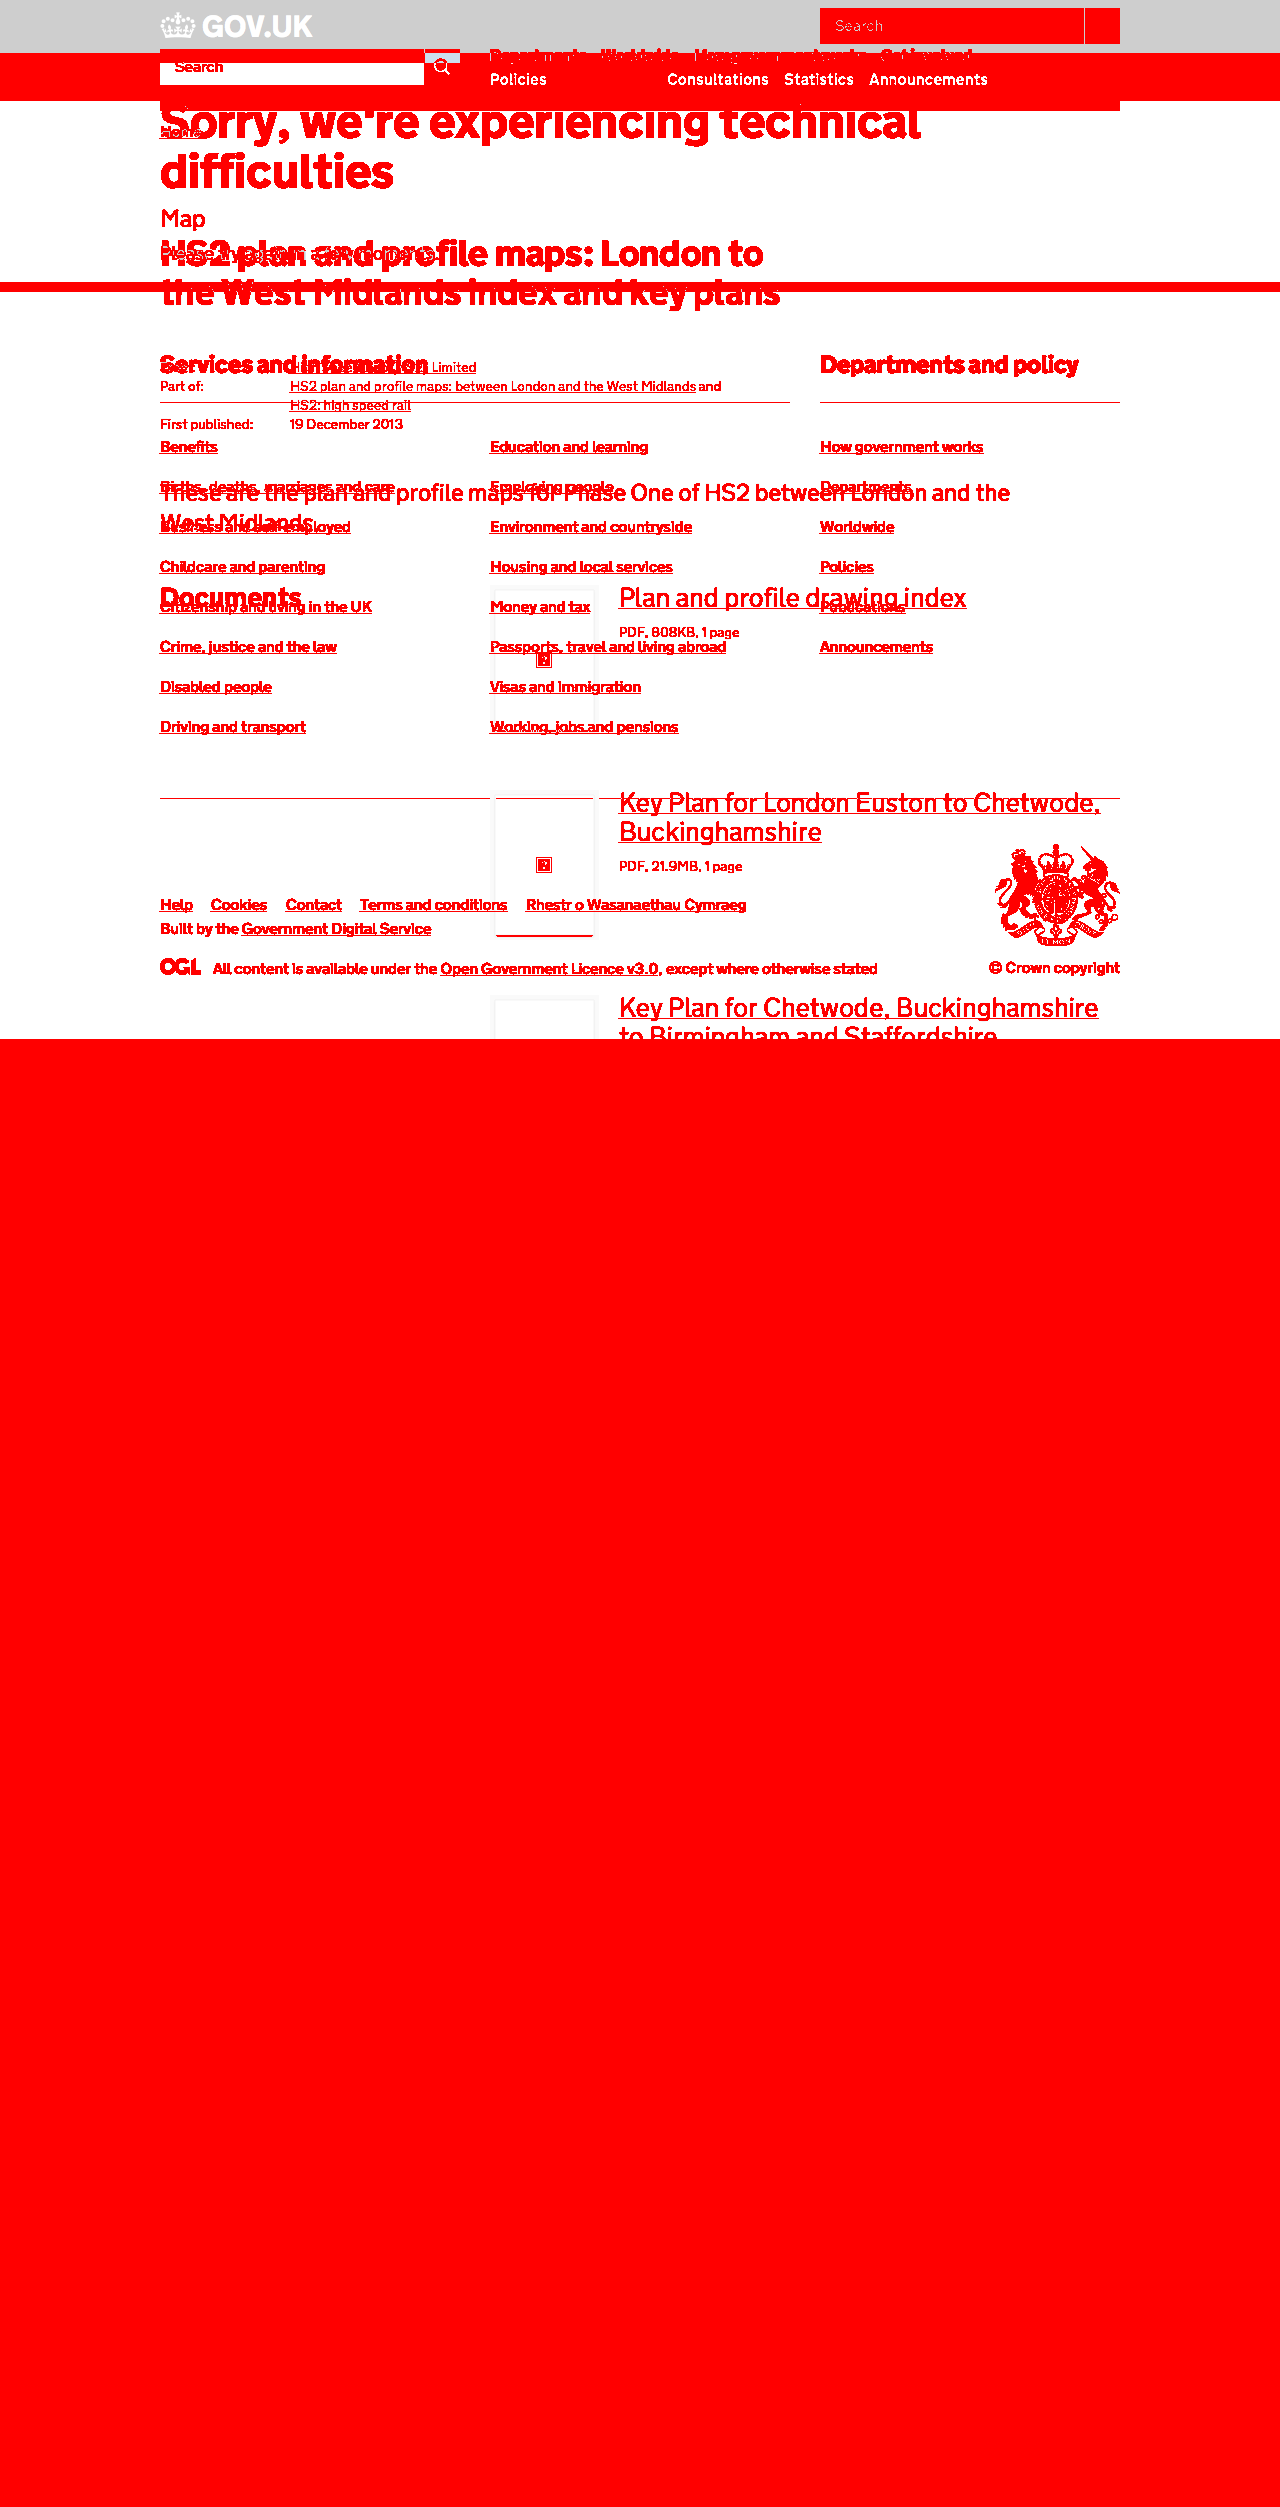 GOV.UK
Search
Search
Departments Worldwide How government works Get involved
Policies Consultations Statistics Announcements
Home
Sorry, we're experiencing technical
difficulties
Map
HS2 plan and profile maps: London to
the West Midlands index and key plans
Please try again in a few moments.
Services and information
Departments and policy
Limited
Part of: HS2 plan and profile maps: between London and the West Midlands and
HS2: high speed rail
First published: 19 December 2013
Benefits
Education and learning
How government works
Births, deaths, marriages and care
Employing people
Departments
These are the plan and profile maps for Phase One of HS2 between London and the
West Midlands.
Business and self-employed
Environment and countryside
Worldwide
Childcare and parenting
Housing and local services
Policies
Documents
Plan and profile drawing index
Citizenship and living in the UK
Money and tax
Publications
PDF, 808KB, 1 page
Crime, justice and the law
Passports, travel and living abroad
Announcements
Disabled people
Visas and immigration
Driving and transport
Working, jobs and pensions
Key Plan for London Euston to Chetwode,
Buckinghamshire
PDF, 21.9MB, 1 page
Help Cookies Contact Terms and conditions Rhestr o Wasanaethau Cymraeg
Built by the Government Digital Service
OGL All content is available under the Open Government Licence v3.0, except where otherwise stated
© Crown copyright
Key Plan for Chetwode, Buckinghamshire
to Birmingham and Staffordshire